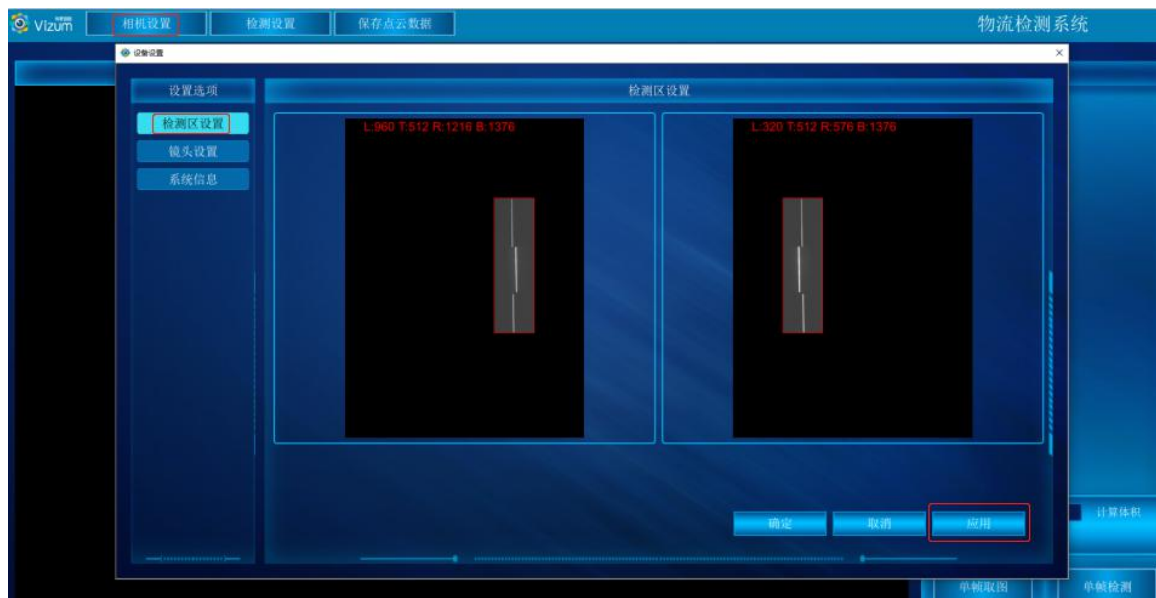 Vizum
相机设置
检测设置
保存点云数据
物流检测系统
设备设置
设置选项
检测区设置
检测区设置
镜头设置
系统信息
L:960 T:512 R:1216 B:1376
L:320 T:512 R:576 B:1376
确定
取消
应用
计算体积
单帧取图
单帧检测